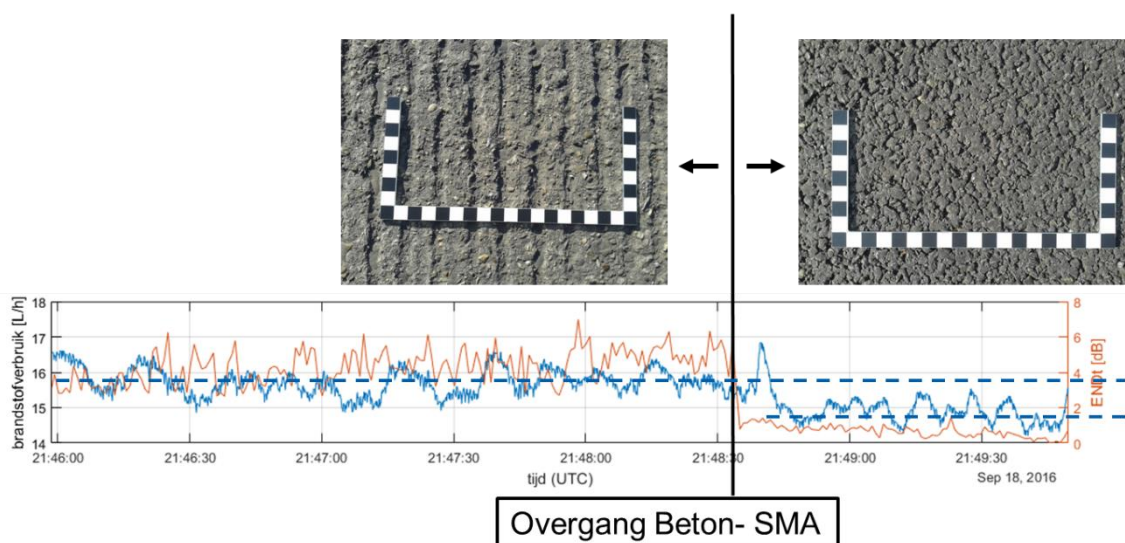 brandstofverbruik [L/h]
18
17
16
15
14
8
6
4
2
0
ENDt [dB]
21:46:00 21:46:30 21:47:00 21:47:30 21:48:00 21:48:30 21:49:00 21:49:30
tijd (UTC)
Sep 18, 2016
Overgang Beton- SMA